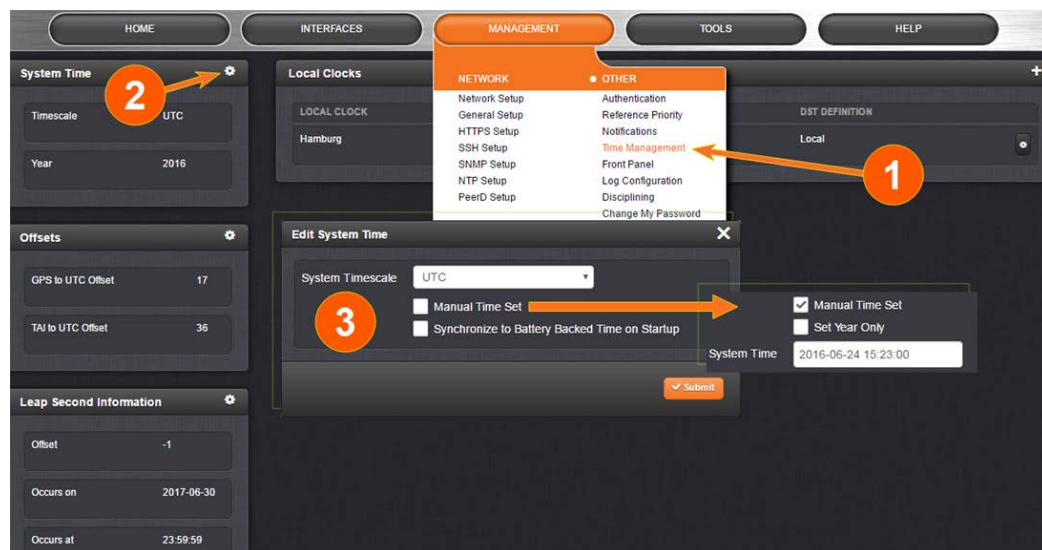 HOME INTERFACES MANAGEMENT TOOLS HELP
System Time
2
Timescale UTC
Year 2016
Offsets
GPS to UTC Offset 17
TAI to UTC Offset 36
Leap Second Information
Offset -1
Occurs on 2017-06-30
Occurs at 23:59:59
Local Clocks
LOCAL CLOCK DST DEFINITION
Hamburg Local
NETWORK
Network Setup
General Setup
HTTPS Setup
SSH Setup
SNMP Setup
NTP Setup
PeerD Setup
OTHER
Authentication
Reference Priority
Notifications
Time Management
Front Panel
Log Configuration
Disciplining
Change My Password
1
Edit System Time
System Timescale UTC
3
Manual Time Set
Synchronize to Battery Backed Time on Startup
Submit
Manual Time Set
Set Year Only
System Time 2016-06-24 15:23:00